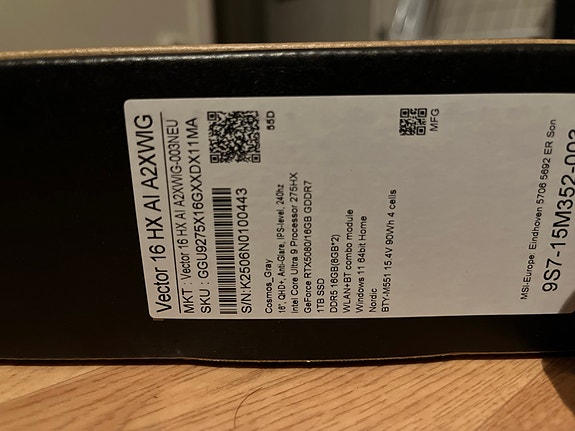 Vector 16 HX AI A2XWIG
MKT : Vector 16 HX AI A2XWIG-003NEU
SKU : GGU9275X16GXXDX11MA
S/N:K2506N0100443
55D
Cosmos_Gray
16", QHD+, Anti-Glare, IPS-level, 240hz
Intel Core Ultra 9 Processor 275HX
GeForce RTX5080/16GB GDDR7
1TB SSD
DDR5 16GB(8GB*2)
WLAN+BT combo module
Windows 11 64bit Home
Nordic
BTY-M551 15.4V 90Wh 4 cells
MFG
MSI-Europe: Eindhoven 5706 5692 ER Son
9S7-15M352-003